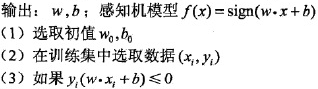 输出：w,b；感知机模型 f(x)=sign(w·x+b)
（1）选取初值 w₀,b₀
（2）在训练集中选取数据 (xᵢ,yᵢ)
（3）如果 yᵢ(w·xᵢ+b)≤0